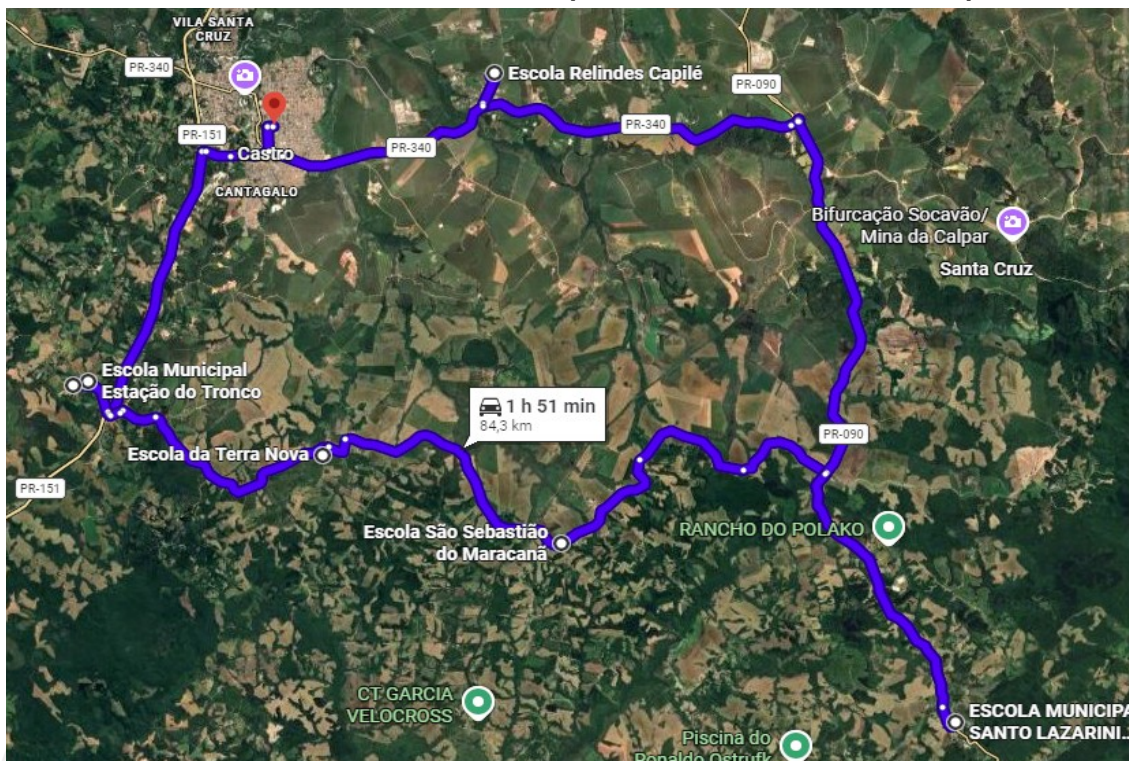 VILA SANTA
CRUZ
PR-340
Escola Relindes Capilé
PR-090
PR-151
PR-340
PR-340
Castro
CANTAGALO
Bifurcação Socavão/
Mina da Calpar
Santa Cruz
Escola Municipal
Estação do Tronco
1 h 51 min
84,3 km
PR-090
Escola da Terra Nova
PR-151
Escola São Sebastião
do Maracanã
RANCHO DO POLAKO
CT GARCIA
VELOCROSS
ESCOLA MUNICIPA
SANTO LAZARINI...
Piscina do
Ronaldo Ostrufk